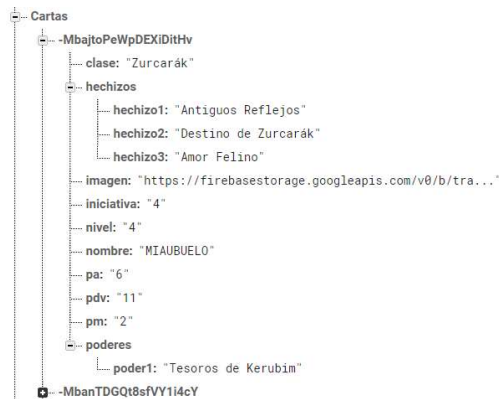 Cartas
-MbajtoPeWpDEXiDitHv
clase: "Zurcarák"
hechizos
hechizo1: "Antiguos Reflejos"
hechizo2: "Destino de Zurcarák"
hechizo3: "Amor Felino"
imagen: "https://firebasestorage.googleapis.com/v0/b/tra..."
iniciativa: "4"
nivel: "4"
nombre: "MIAUBUELO"
pa: "6"
pdv: "11"
pm: "2"
poderes
poder1: "Tesoros de Kerubim"
-MbanTDGQt8sfVY1i4cY